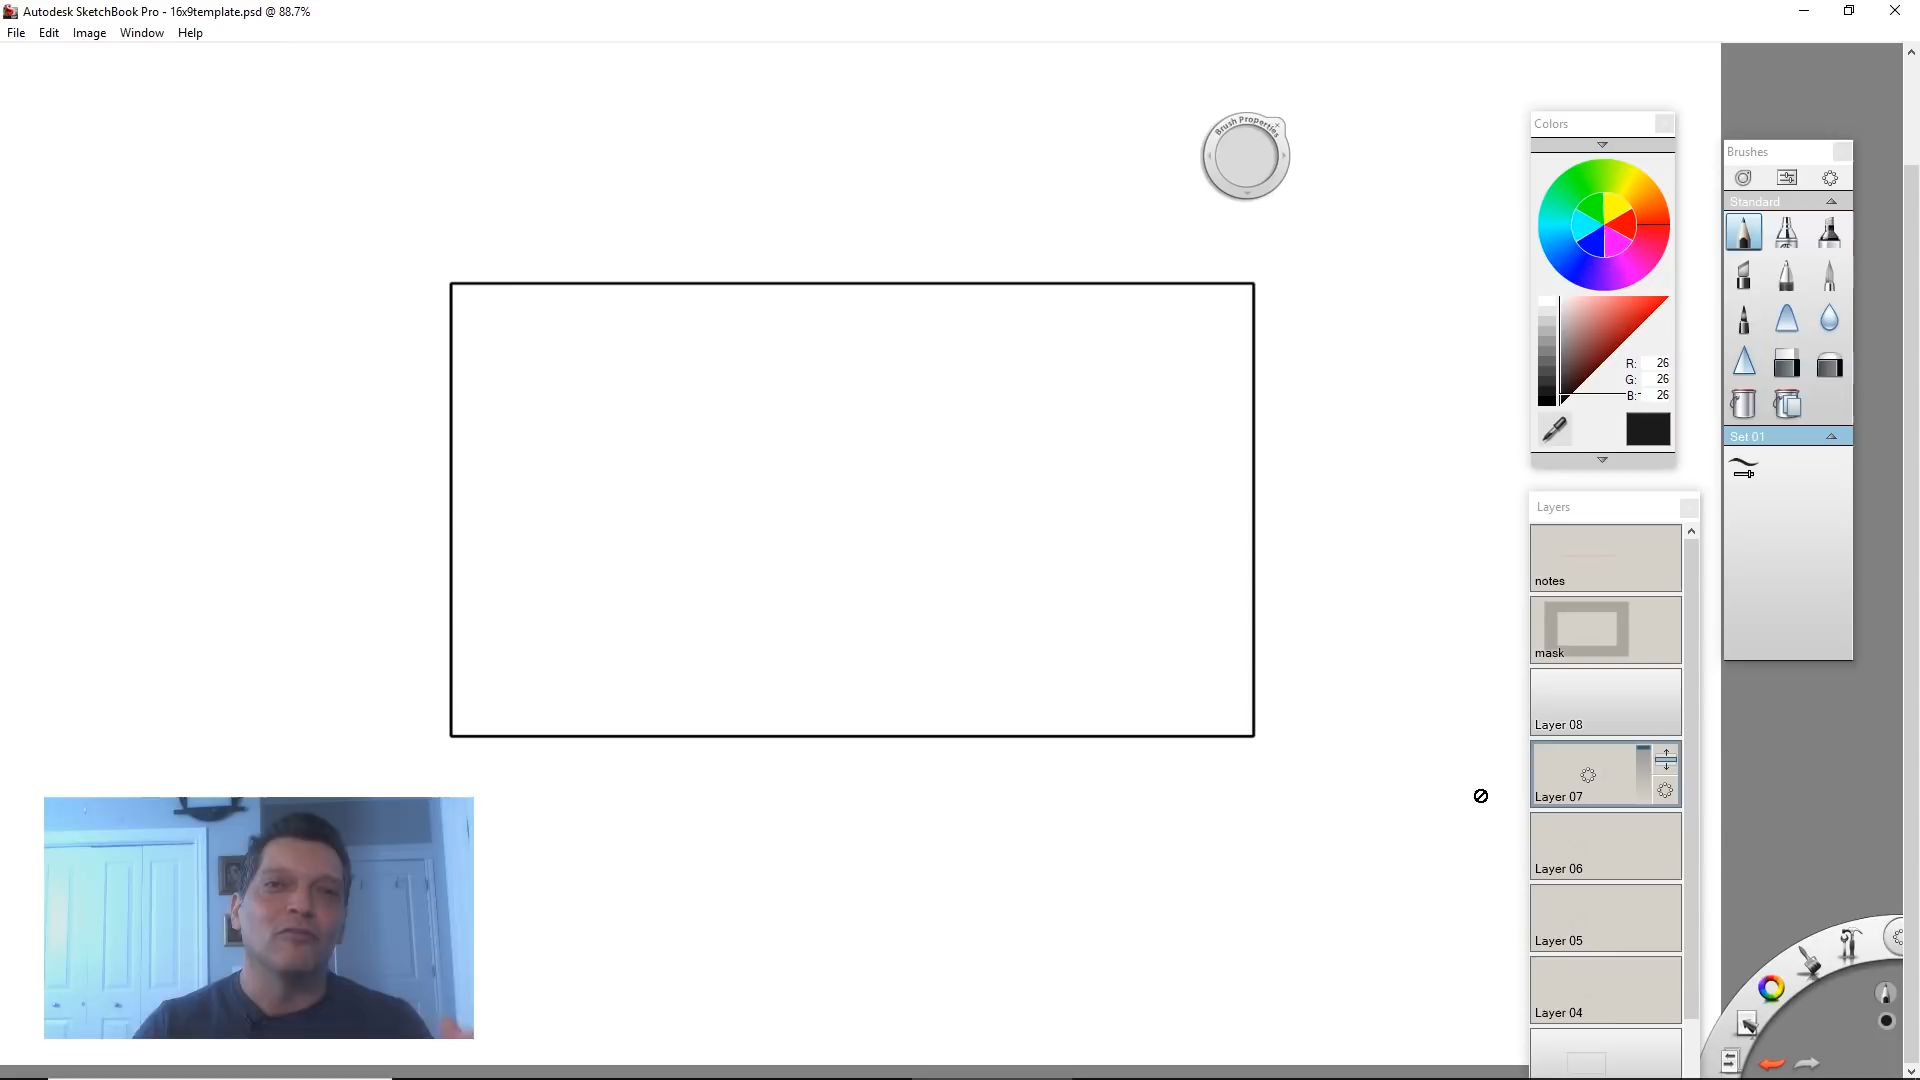 Autodesk SketchBook Pro - 16x9template.psd @ 88.7%
File Edit Image Window Help
Brush Properties
Colors
R: 26
G: 26
B: 26
Brushes
Standard
Set 01
Layers
notes
mask
Layer 08
Layer 07
Layer 06
Layer 05
Layer 04